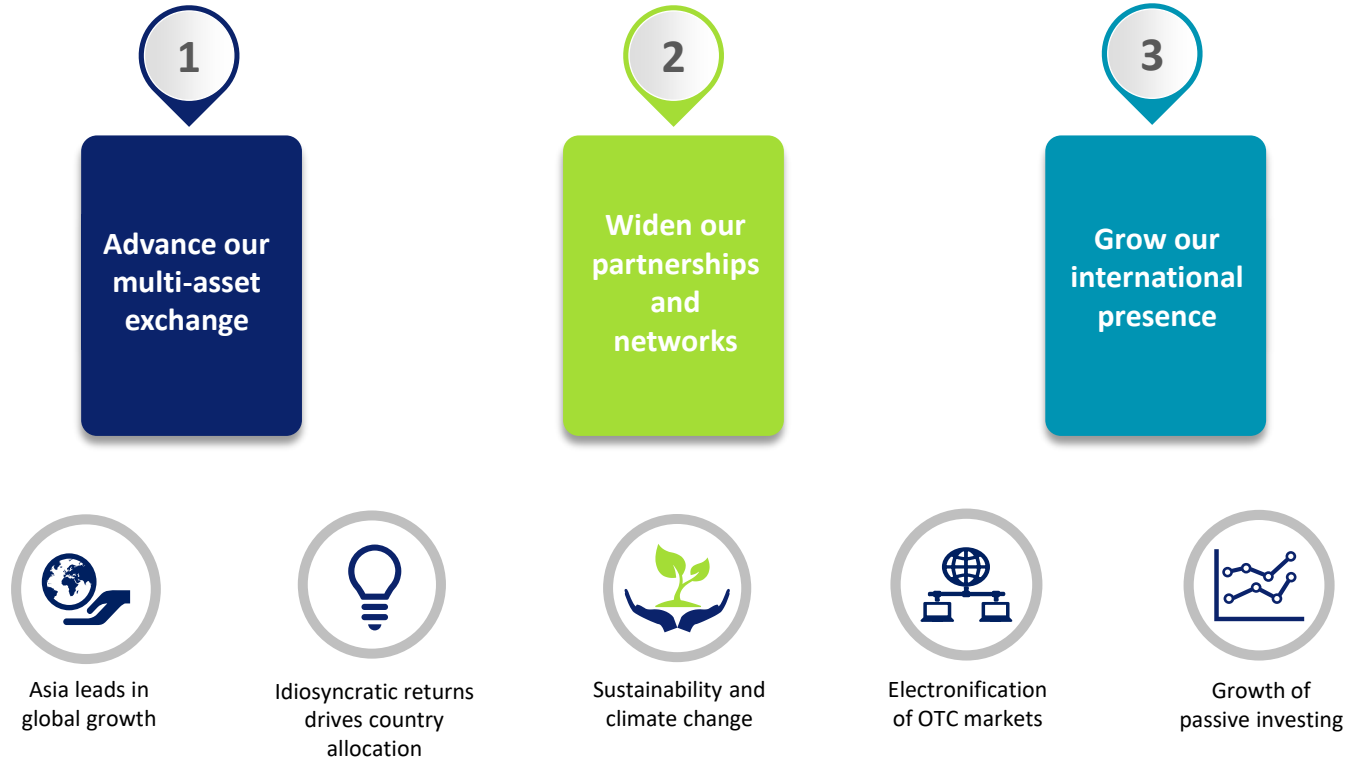 1
2
3
Advance our
multi-asset
exchange
Widen our
partnerships
and
networks
Grow our
international
presence
Asia leads in
global growth
Idiosyncratic returns
drives country
allocation
Sustainability and
climate change
Electronification
of OTC markets
Growth of
passive investing